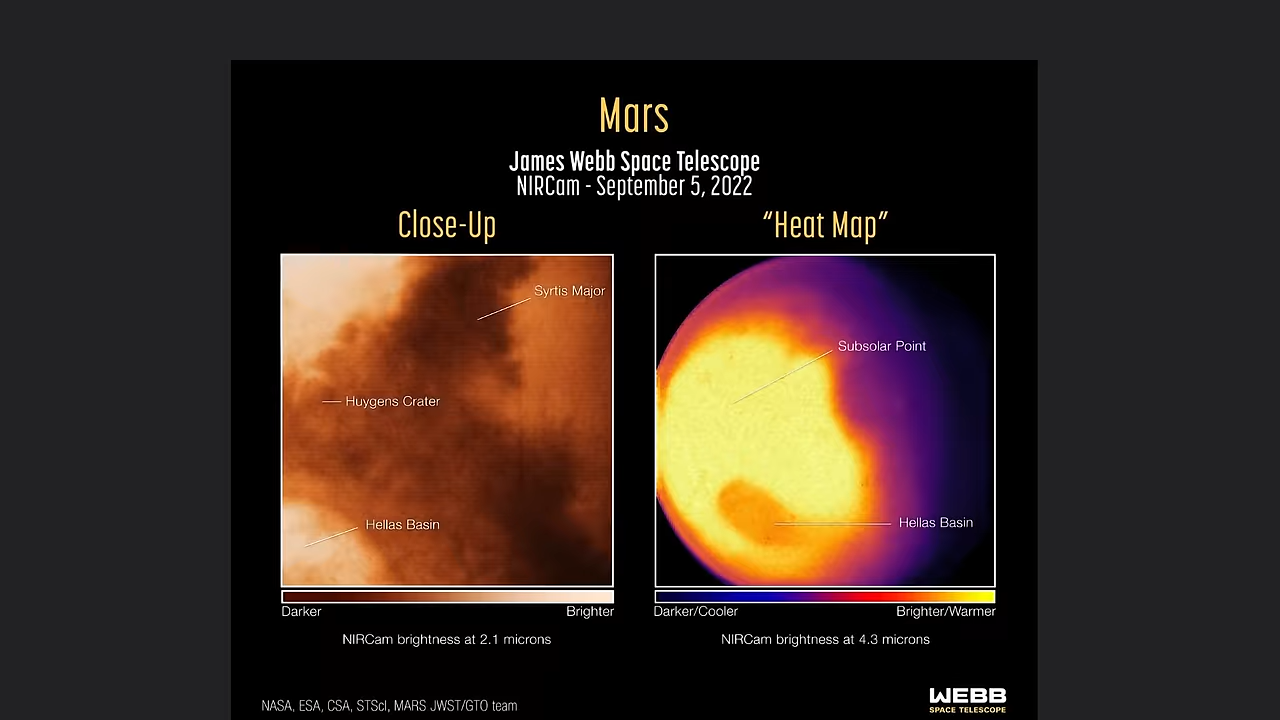 Mars
James Webb Space Telescope
NIRCam - September 5, 2022
Close-Up
Syrtis Major
Huygens Crater
Hellas Basin
Darker
Brighter
NIRCam brightness at 2.1 microns
“Heat Map”
Subsolar Point
Hellas Basin
Darker/Cooler
Brighter/Warmer
NIRCam brightness at 4.3 microns
NASA, ESA, CSA, STScI, MARS JWST/GTO team
WEBB
SPACE TELESCOPE